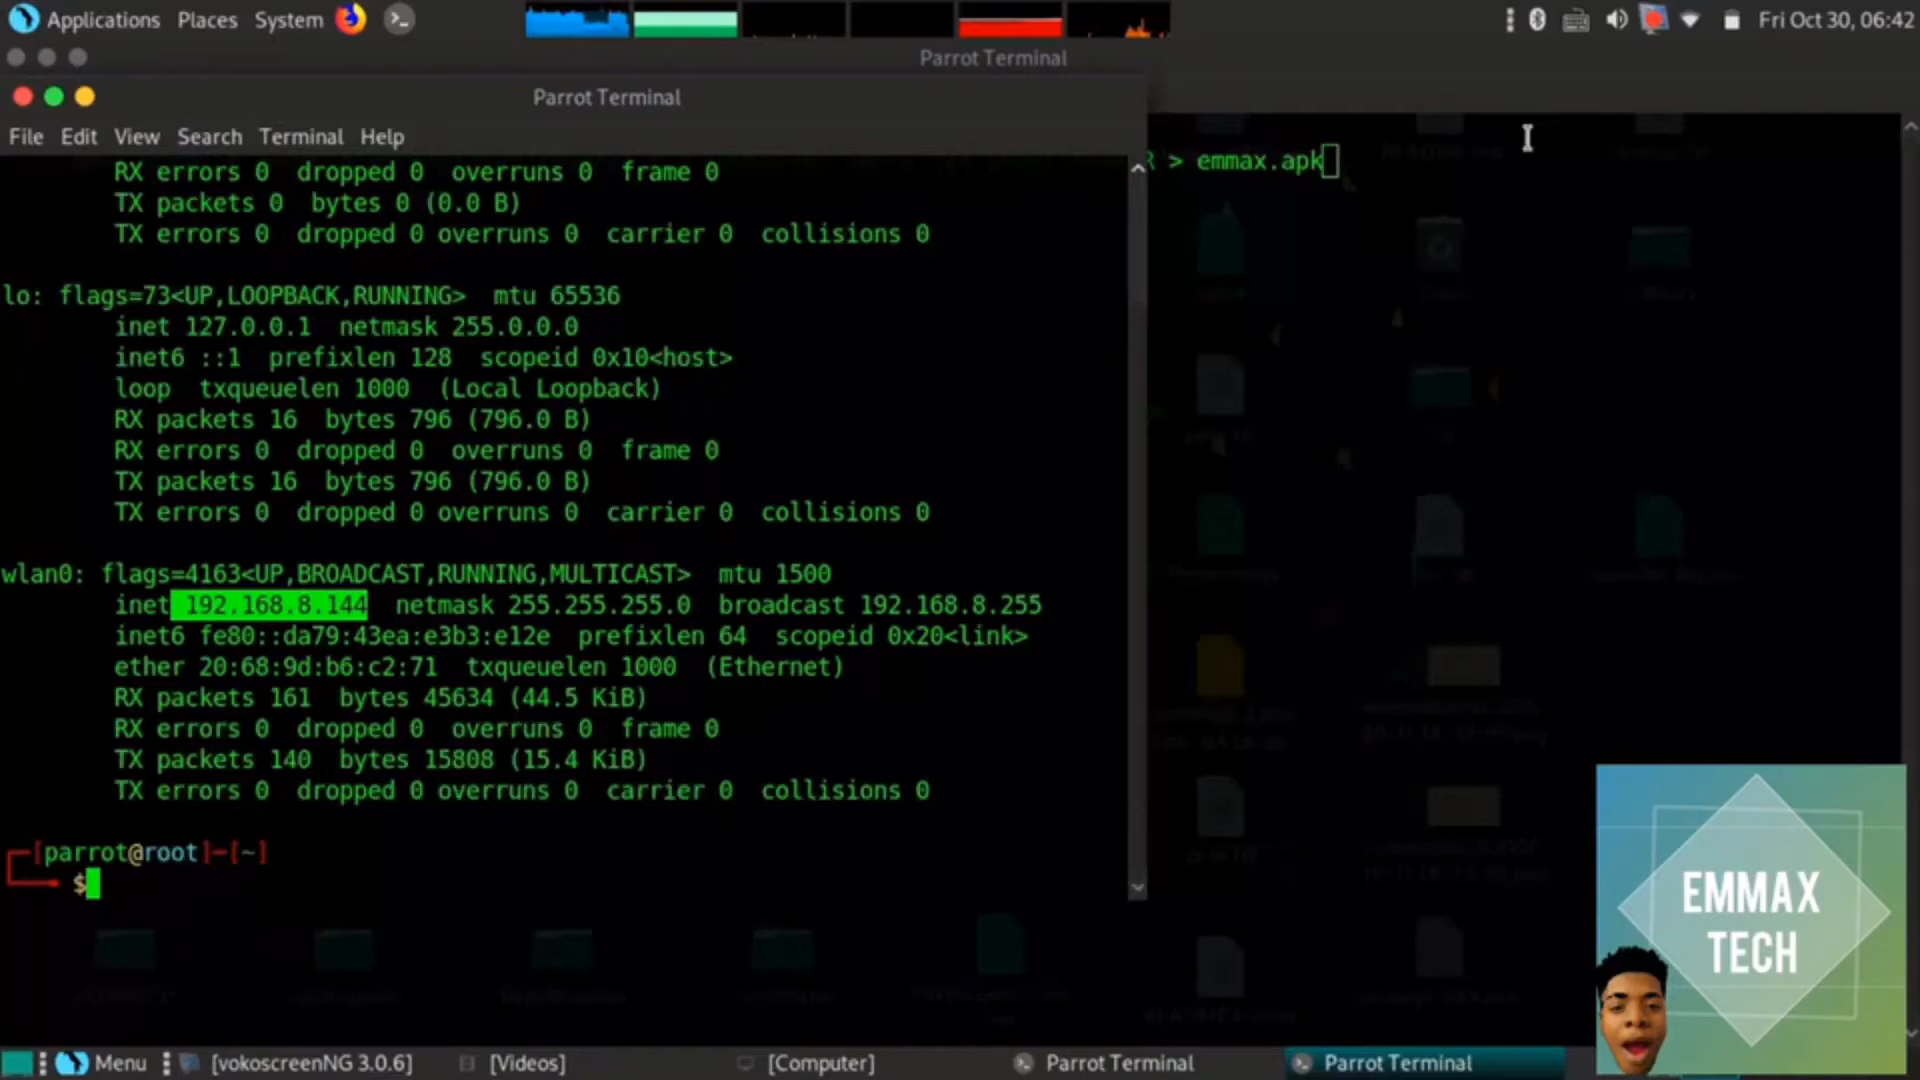 Applications Places System
Fri Oct 30, 06:42
Parrot Terminal
Parrot Terminal
File Edit View Search Terminal Help
RX errors 0 dropped 0 overruns 0 frame 0
TX packets 0 bytes 0 (0.0 B)
TX errors 0 dropped 0 overruns 0 carrier 0 collisions 0
lo: flags=73<UP,LOOPBACK,RUNNING> mtu 65536
inet 127.0.0.1 netmask 255.0.0.0
inet6 ::1 prefixlen 128 scopeid 0x10<host>
loop txqueuelen 1000 (Local Loopback)
RX packets 16 bytes 796 (796.0 B)
RX errors 0 dropped 0 overruns 0 frame 0
TX packets 16 bytes 796 (796.0 B)
TX errors 0 dropped 0 overruns 0 carrier 0 collisions 0
wlan0: flags=4163<UP,BROADCAST,RUNNING,MULTICAST> mtu 1500
inet 192.168.8.144 netmask 255.255.255.0 broadcast 192.168.8.255
inet6 fe80::da79:43ea:e3b3:e12e prefixlen 64 scopeid 0x20<link>
ether 20:68:9d:b6:c2:71 txqueuelen 1000 (Ethernet)
RX packets 161 bytes 45634 (44.5 KiB)
RX errors 0 dropped 0 overruns 0 frame 0
TX packets 140 bytes 15808 (15.4 KiB)
TX errors 0 dropped 0 overruns 0 carrier 0 collisions 0
[parrot@root]-[~]
$
R > emmax.apk
EMMAX
TECH
Menu [vokoscreenNG 3.0.6] [Videos] [Computer] Parrot Terminal Parrot Terminal